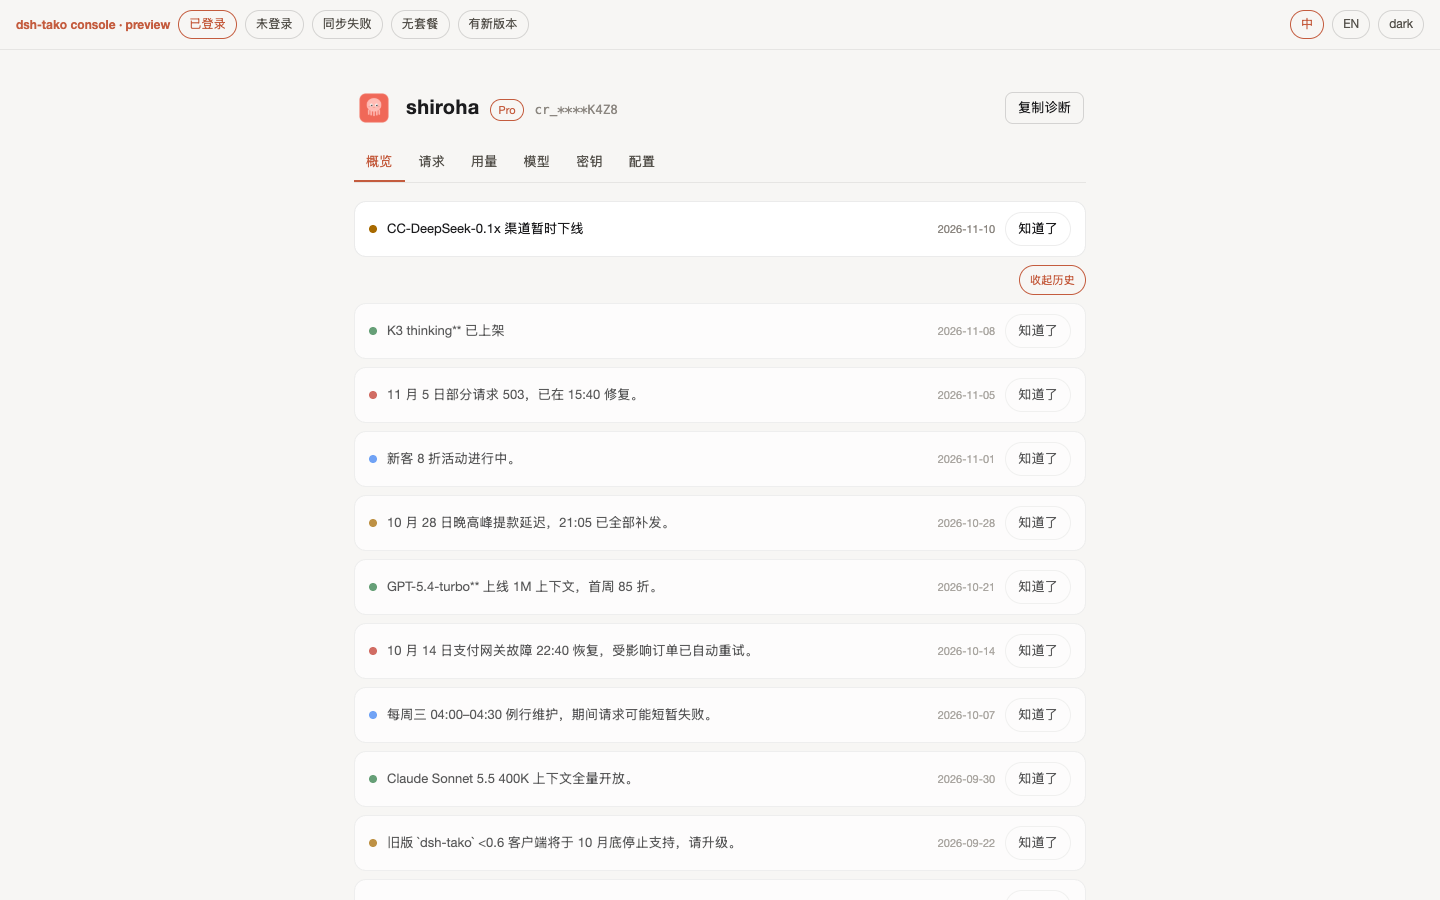 dsh-tako console · preview 已登录 未登录 同步失败 无套餐 有新版本 中 EN dark
shiroha Pro cr_****K4Z8 复制诊断
概览 请求 用量 模型 密钥 配置
CC-DeepSeek-0.1x 渠道暂时下线 2026-11-10 知道了
收起历史
K3 thinking** 已上架 2026-11-08 知道了
11 月 5 日部分请求 503，已在 15:40 修复。 2026-11-05 知道了
新客 8 折活动进行中。 2026-11-01 知道了
10 月 28 日晚高峰提款延迟，21:05 已全部补发。 2026-10-28 知道了
GPT-5.4-turbo** 上线 1M 上下文，首周 85 折。 2026-10-21 知道了
10 月 14 日支付网关故障 22:40 恢复，受影响订单已自动重试。 2026-10-14 知道了
每周三 04:00–04:30 例行维护，期间请求可能短暂失败。 2026-10-07 知道了
Claude Sonnet 5.5 400K 上下文全量开放。 2026-09-30 知道了
旧版 `dsh-tako` <0.6 客户端将于 10 月底停止支持，请升级。 2026-09-22 知道了